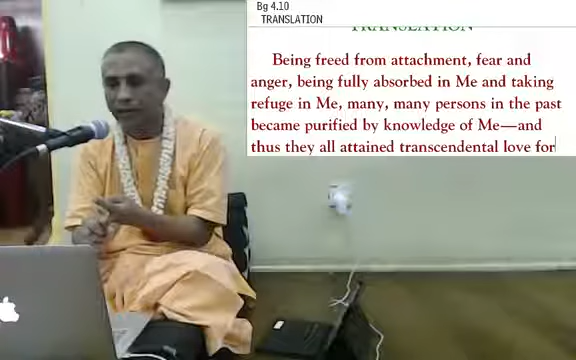 Bg 4.10
TRANSLATION
TRANSLATION
Being freed from attachment, fear and
anger, being fully absorbed in Me and taking
refuge in Me, many, many persons in the past
became purified by knowledge of Me—and
thus they all attained transcendental love for